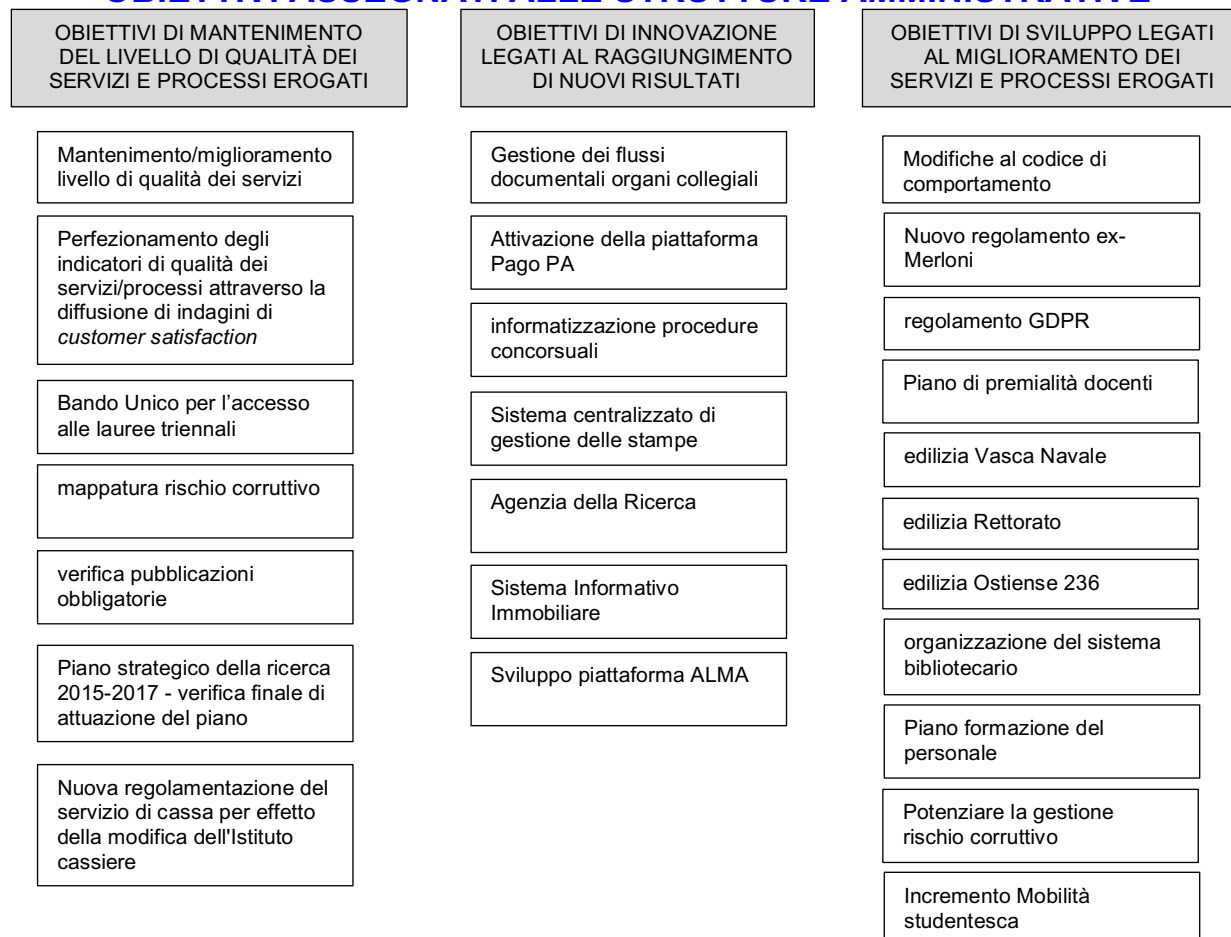 OBIETTIVI ASSEGNATI ALLE STRUTTURE AMMINISTRATIVE
OBIETTIVI DI MANTENIMENTO
DEL LIVELLO DI QUALITÀ DEI
SERVIZI E PROCESSI EROGATI
Mantenimento/miglioramento
livello di qualità dei servizi
Perfezionamento degli
indicatori di qualità dei
servizi/processi attraverso la
diffusione di indagini di
customer satisfaction
Bando Unico per l’accesso
alle lauree triennali
mappatura rischio corruttivo
verifica pubblicazioni
obbligatorie
Piano strategico della ricerca
2015-2017 - verifica finale di
attuazione del piano
Nuova regolamentazione del
servizio di cassa per effetto
della modifica dell'Istituto
cassiere
OBIETTIVI DI INNOVAZIONE
LEGATI AL RAGGIUNGIMENTO
DI NUOVI RISULTATI
Gestione dei flussi
documentali organi collegiali
Attivazione della piattaforma
Pago PA
informatizzazione procedure
concorsuali
Sistema centralizzato di
gestione delle stampe
Agenzia della Ricerca
Sistema Informativo
Immobiliare
Sviluppo piattaforma ALMA
OBIETTIVI DI SVILUPPO LEGATI
AL MIGLIORAMENTO DEI
SERVIZI E PROCESSI EROGATI
Modifiche al codice di
comportamento
Nuovo regolamento ex-
Merloni
regolamento GDPR
Piano di premialità docenti
edilizia Vasca Navale
edilizia Rettorato
edilizia Ostiense 236
organizzazione del sistema
bibliotecario
Piano formazione del
personale
Potenziare la gestione
rischio corruttivo
Incremento Mobilità
studentesca